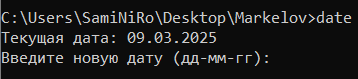 C:\Users\SamiNiRo\Desktop\Markelov>date
Текущая дата: 09.03.2025
Введите новую дату (дд-мм-гг):